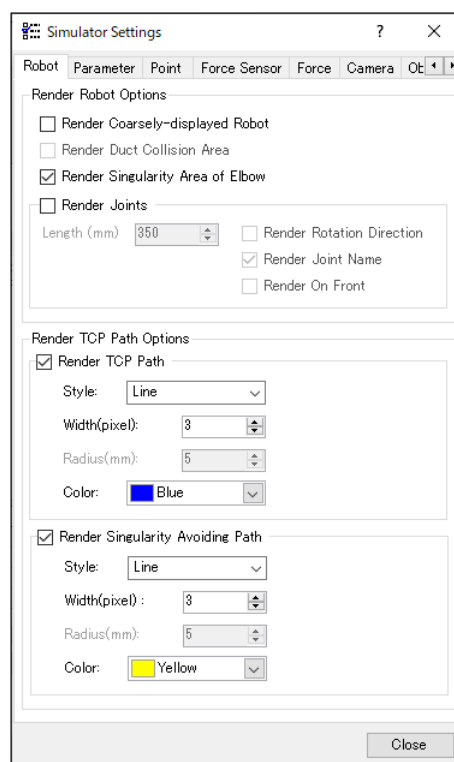 Simulator Settings ? ×
Robot Parameter Point Force Sensor Force Camera
Render Robot Options
Render Coarsely-displayed Robot
Render Duct Collision Area
Render Singularity Area of Elbow
Render Joints
Length (mm) 350 Render Rotation Direction
Render Joint Name
Render On Front
Render TCP Path Options
Render TCP Path
Style: Line
Width(pixel): 3
Radius(mm): 5
Color: Blue
Render Singularity Avoiding Path
Style: Line
Width(pixel) : 3
Radius(mm): 5
Color: Yellow
Close